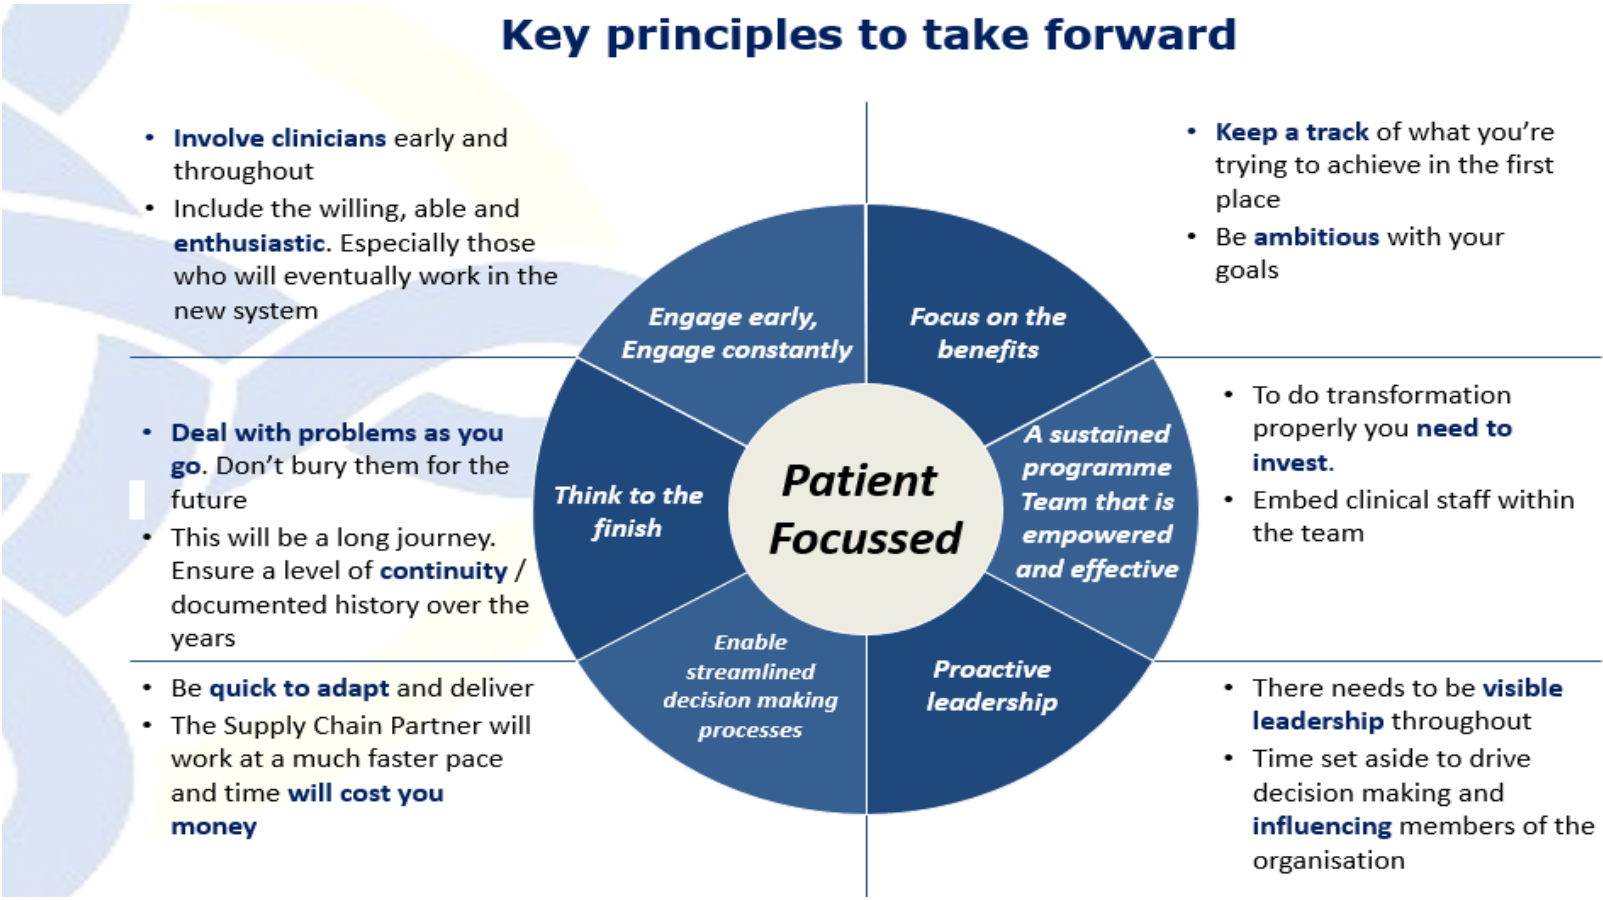 Key principles to take forward
• Involve clinicians early and
throughout
• Include the willing, able and
enthusiastic. Especially those
who will eventually work in the
new system
• Keep a track of what you’re
trying to achieve in the first
place
• Be ambitious with your
goals
Engage early,
Engage constantly
Focus on the
benefits
• Deal with problems as you
go. Don’t bury them for the
future
• This will be a long journey.
Ensure a level of continuity /
documented history over the
years
Think to the
finish
Patient
Focussed
A sustained
programme
Team that is
empowered
and effective
• To do transformation
properly you need to
invest.
• Embed clinical staff within
the team
• Be quick to adapt and deliver
• The Supply Chain Partner will
work at a much faster pace
and time will cost you
money
Enable
streamlined
decision making
processes
Proactive
leadership
• There needs to be visible
leadership throughout
• Time set aside to drive
decision making and
influencing members of the
organisation